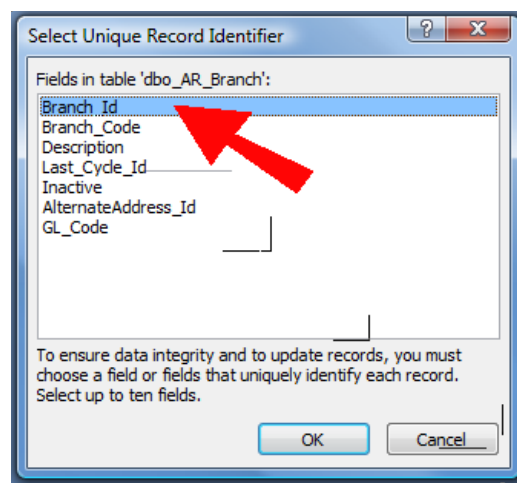 Select Unique Record Identifier
Fields in table 'dbo_AR_Branch':
Branch_Id
Branch_Code
Description
Last_Cycle_Id
Inactive
AlternateAddress_Id
GL_Code
To ensure data integrity and to update records, you must
choose a field or fields that uniquely identify each record.
Select up to ten fields.
OK
Cancel